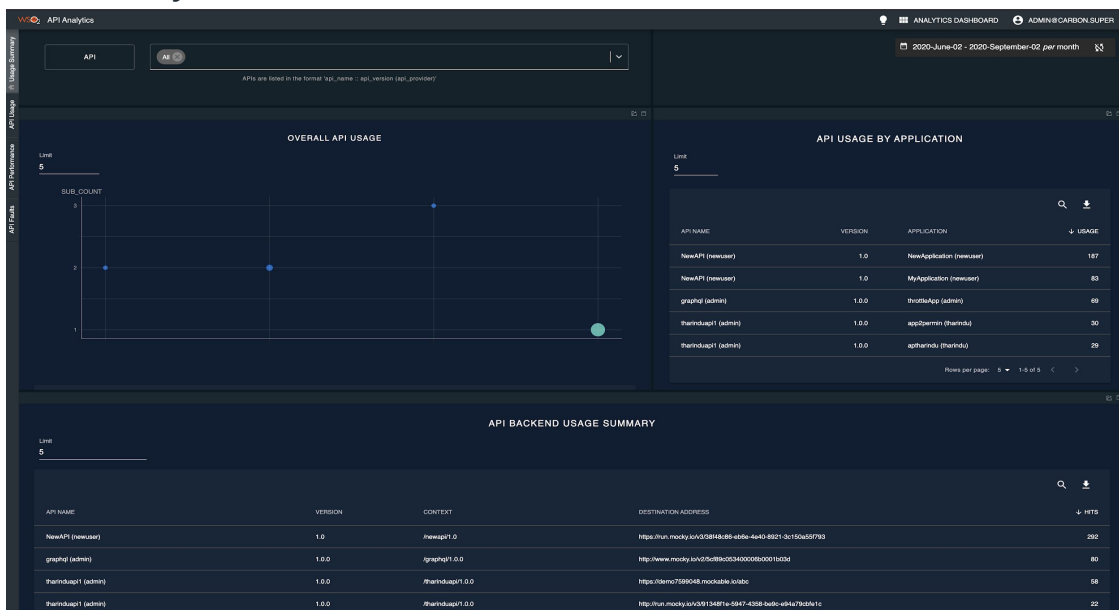 WSO2 API Analytics
ANALYTICS DASHBOARD
ADMIN@CARBON.SUPER
Usage Summary
API Usage
API Performance
API Faults
API
All
APIs are listed in the format 'api_name :: api_version (api_provider)'
2020-June-02 - 2020-September-02 per month
OVERALL API USAGE
Limit
5
SUB_COUNT
3
2
1
API USAGE BY APPLICATION
Limit
5
API NAME VERSION APPLICATION USAGE
NewAPI (newuser) 1.0 NewApplication (newuser) 187
NewAPI (newuser) 1.0 MyApplication (newuser) 83
graphql (admin) 1.0.0 throttleApp (admin) 69
tharinduapi1 (admin) 1.0.0 app2permin (tharindu) 30
tharinduapi1 (admin) 1.0.0 aptharindu (tharindu) 29
Rows per page: 5 1-5 of 5
API BACKEND USAGE SUMMARY
Limit
5
API NAME VERSION CONTEXT DESTINATION ADDRESS HITS
NewAPI (newuser) 1.0 /newapi/1.0 https://run.mocky.io/v3/38f48c86-eb6e-4e40-8921-3c150a55f793 292
graphql (admin) 1.0.0 /graphql/1.0.0 http://www.mocky.io/v2/5cf89c053400006b0001b03d 80
tharinduapi1 (admin) 1.0.0 /tharinduapi/1.0.0 https://demo7599048.mockable.io/abc 58
tharinduapi1 (admin) 1.0.0 /tharinduapi/1.0.0 http://run.mocky.io/v3/91348f1e-5947-4358-be9c-e94a79cbfe1c 22